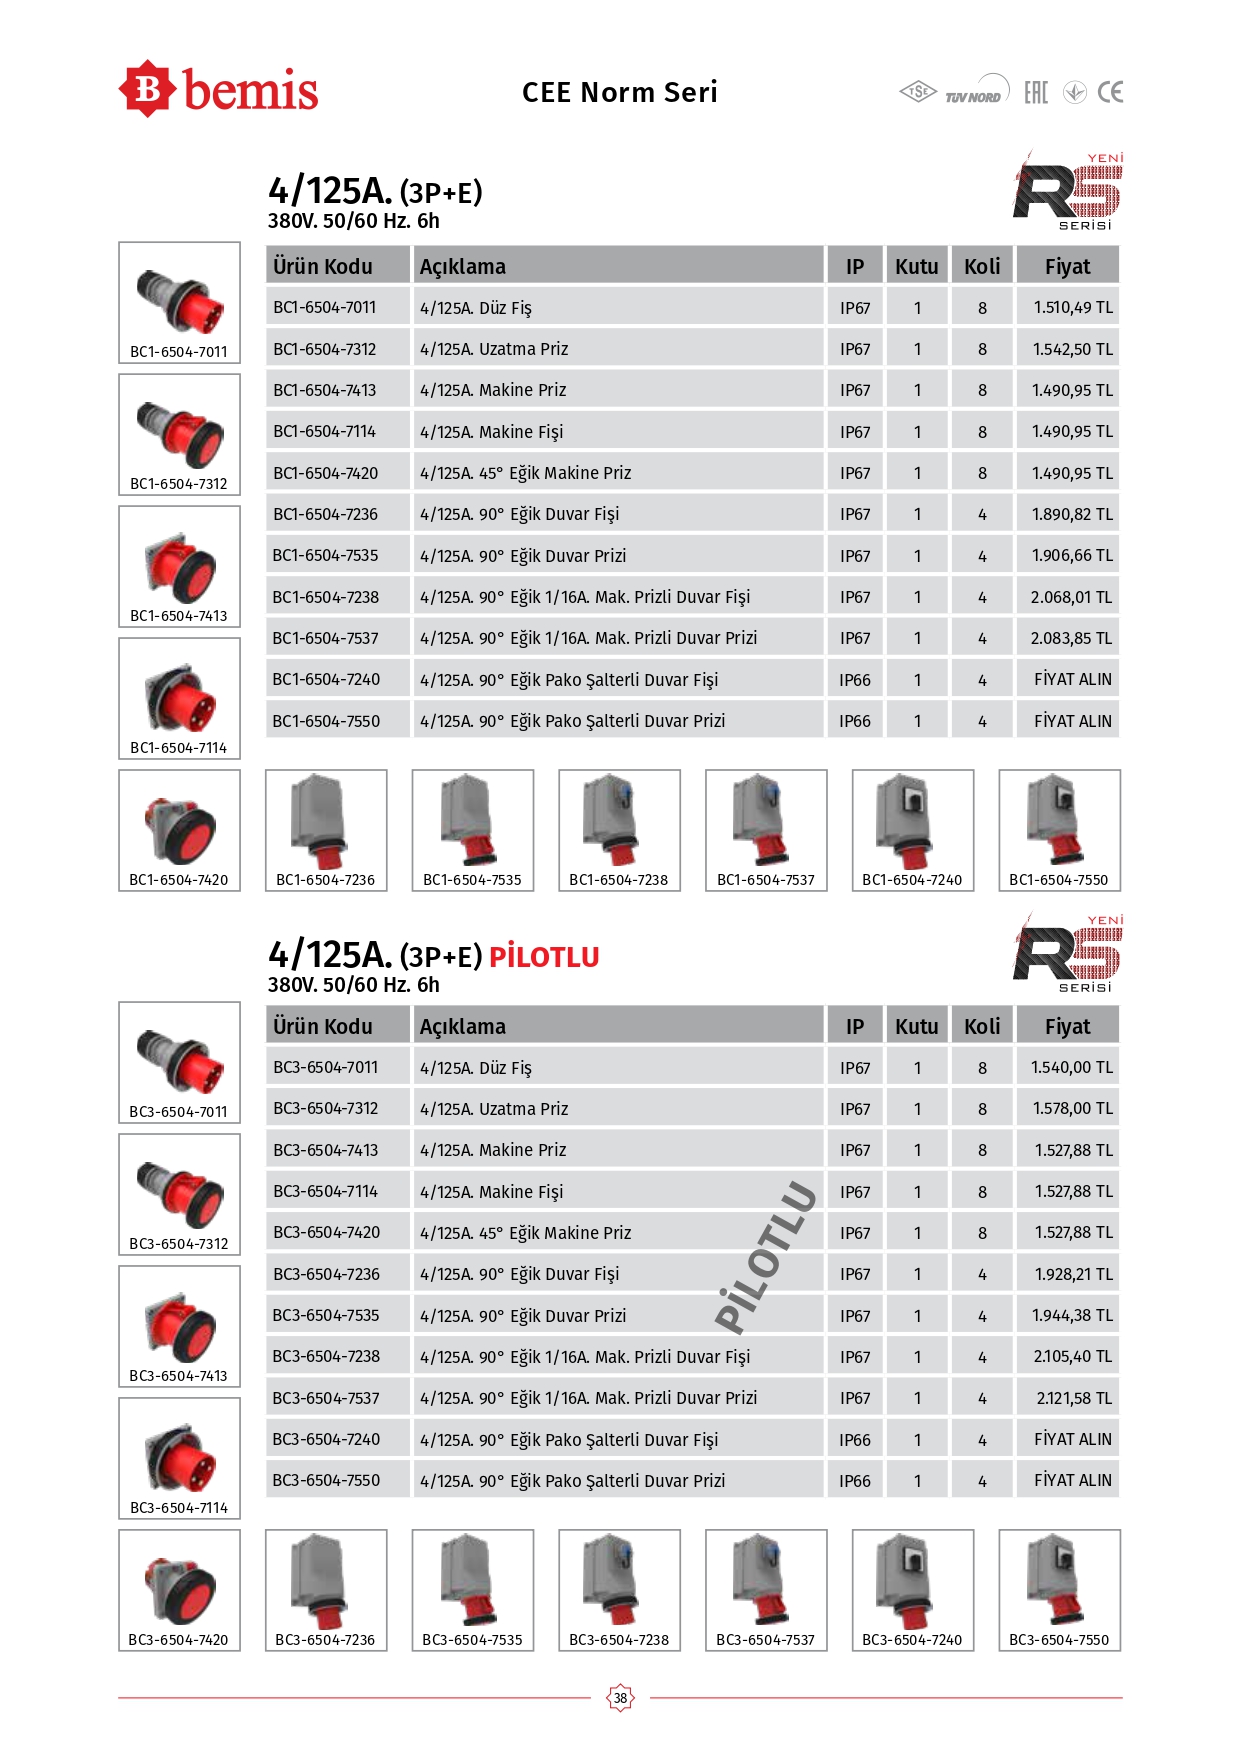 B bemis
CEE Norm Seri
TSE TUV NORD EAC CE
4/125A. (3P+E)
380V. 50/60 Hz. 6h
YENİ
RS
SERİSİ
Ürün Kodu Açıklama IP Kutu Koli Fiyat
BC1-6504-7011 4/125A. Düz Fiş IP67 1 8 1.510,49 TL
BC1-6504-7312 4/125A. Uzatma Priz IP67 1 8 1.542,50 TL
BC1-6504-7413 4/125A. Makine Priz IP67 1 8 1.490,95 TL
BC1-6504-7114 4/125A. Makine Fişi IP67 1 8 1.490,95 TL
BC1-6504-7420 4/125A. 45° Eğik Makine Priz IP67 1 8 1.490,95 TL
BC1-6504-7236 4/125A. 90° Eğik Duvar Fişi IP67 1 4 1.890,82 TL
BC1-6504-7535 4/125A. 90° Eğik Duvar Prizi IP67 1 4 1.906,66 TL
BC1-6504-7238 4/125A. 90° Eğik 1/16A. Mak. Prizli Duvar Fişi IP67 1 4 2.068,01 TL
BC1-6504-7537 4/125A. 90° Eğik 1/16A. Mak. Prizli Duvar Prizi IP67 1 4 2.083,85 TL
BC1-6504-7240 4/125A. 90° Eğik Pako Şalterli Duvar Fişi IP66 1 4 FİYAT ALIN
BC1-6504-7550 4/125A. 90° Eğik Pako Şalterli Duvar Prizi IP66 1 4 FİYAT ALIN
BC1-6504-7011
BC1-6504-7312
BC1-6504-7413
BC1-6504-7114
BC1-6504-7420 BC1-6504-7236 BC1-6504-7535 BC1-6504-7238 BC1-6504-7537 BC1-6504-7240 BC1-6504-7550
4/125A. (3P+E) PİLOTLU
380V. 50/60 Hz. 6h
YENİ
RS
SERİSİ
Ürün Kodu Açıklama IP Kutu Koli Fiyat
BC3-6504-7011 4/125A. Düz Fiş IP67 1 8 1.540,00 TL
BC3-6504-7312 4/125A. Uzatma Priz IP67 1 8 1.578,00 TL
BC3-6504-7413 4/125A. Makine Priz IP67 1 8 1.527,88 TL
BC3-6504-7114 4/125A. Makine Fişi IP67 1 8 1.527,88 TL
BC3-6504-7420 4/125A. 45° Eğik Makine Priz IP67 1 8 1.527,88 TL
BC3-6504-7236 4/125A. 90° Eğik Duvar Fişi IP67 1 4 1.928,21 TL
BC3-6504-7535 4/125A. 90° Eğik Duvar Prizi IP67 1 4 1.944,38 TL
BC3-6504-7238 4/125A. 90° Eğik 1/16A. Mak. Prizli Duvar Fişi IP67 1 4 2.105,40 TL
BC3-6504-7537 4/125A. 90° Eğik 1/16A. Mak. Prizli Duvar Prizi IP67 1 4 2.121,58 TL
BC3-6504-7240 4/125A. 90° Eğik Pako Şalterli Duvar Fişi IP66 1 4 FİYAT ALIN
BC3-6504-7550 4/125A. 90° Eğik Pako Şalterli Duvar Prizi IP66 1 4 FİYAT ALIN
PİLOTLU
BC3-6504-7011
BC3-6504-7312
BC3-6504-7413
BC3-6504-7114
BC3-6504-7420 BC3-6504-7236 BC3-6504-7535 BC3-6504-7238 BC3-6504-7537 BC3-6504-7240 BC3-6504-7550
38